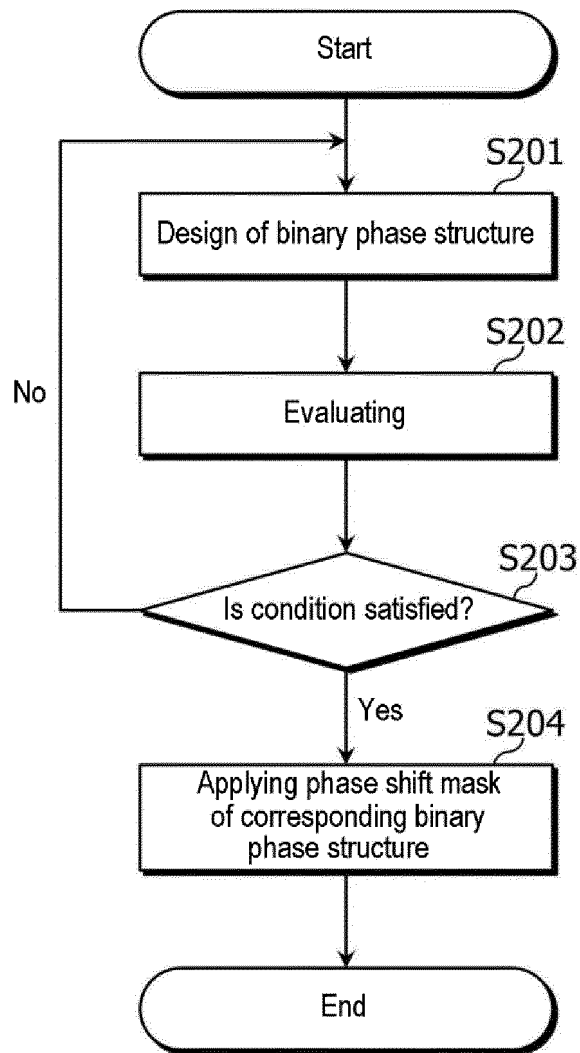 Start
S201
Design of binary phase structure
S202
Evaluating
No
S203
Is condition satisfied?
Yes
S204
Applying phase shift mask
of corresponding binary
phase structure
End